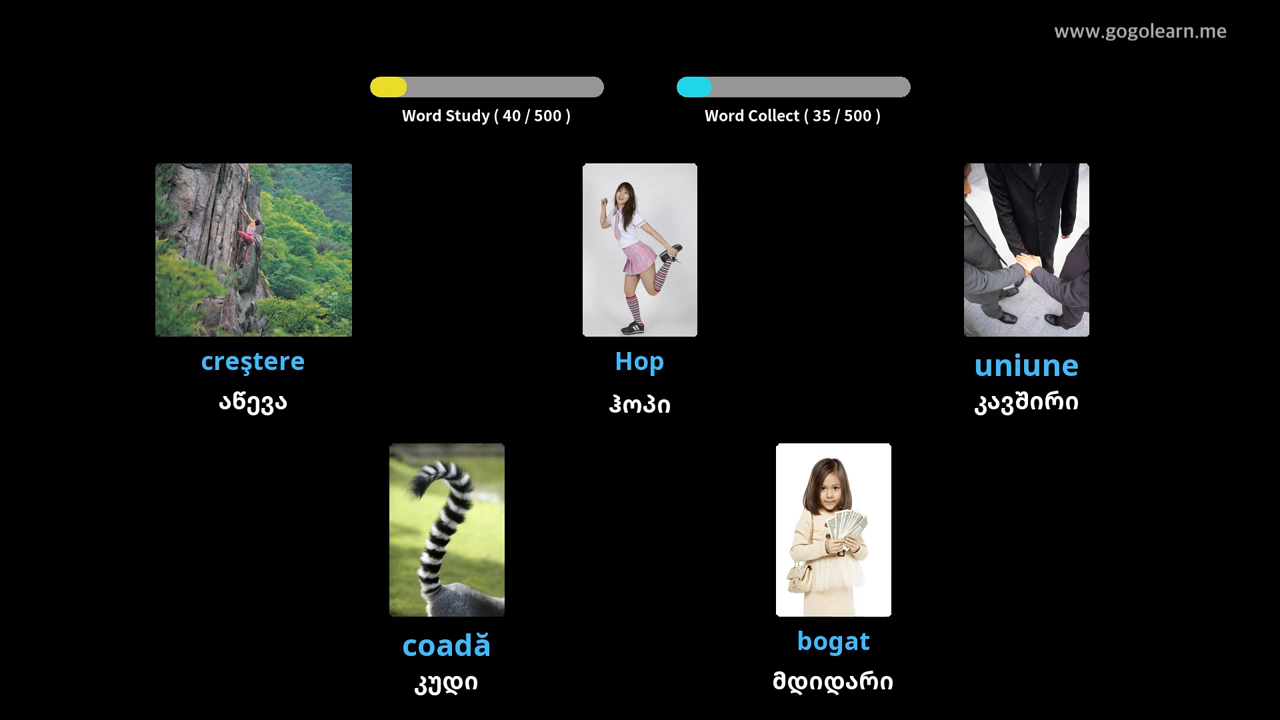 www.gogolearn.me
Word Study ( 40 / 500 )
Word Collect ( 35 / 500 )
creştere
Hop
uniune
აწევა
ჰოპი
კავშირი
coadă
bogat
კუდი
მდიდარი